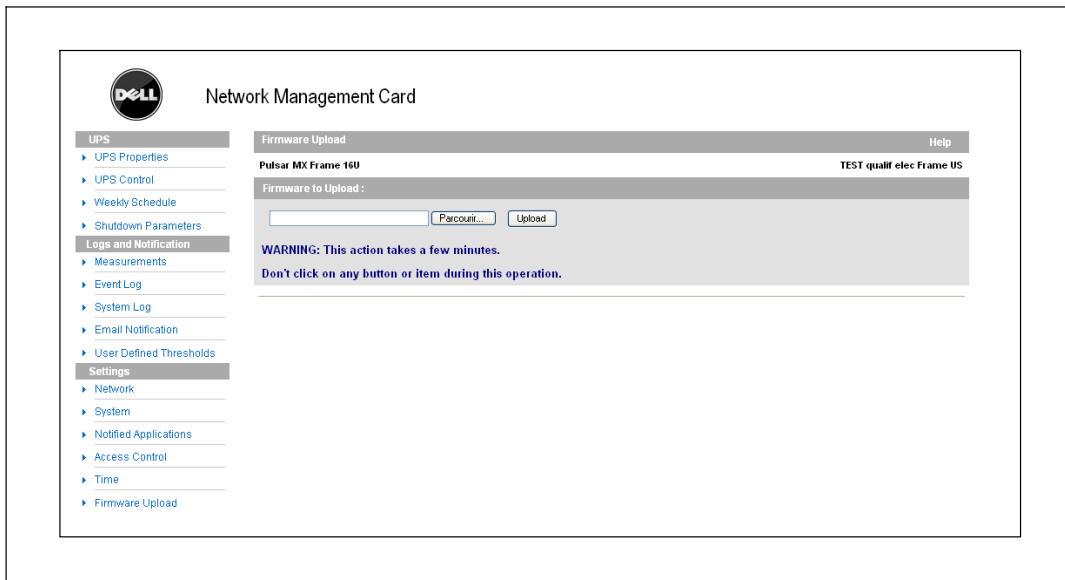 DELL
Network Management Card
UPS
UPS Properties
UPS Control
Weekly Schedule
Shutdown Parameters
Logs and Notification
Measurements
Event Log
System Log
Email Notification
User Defined Thresholds
Settings
Network
System
Notified Applications
Access Control
Time
Firmware Upload
Firmware Upload Help
Pulsar MX Frame 16U TEST qualif elec Frame US
Firmware to Upload :
Parcourir... Upload
WARNING: This action takes a few minutes.
Don't click on any button or item during this operation.